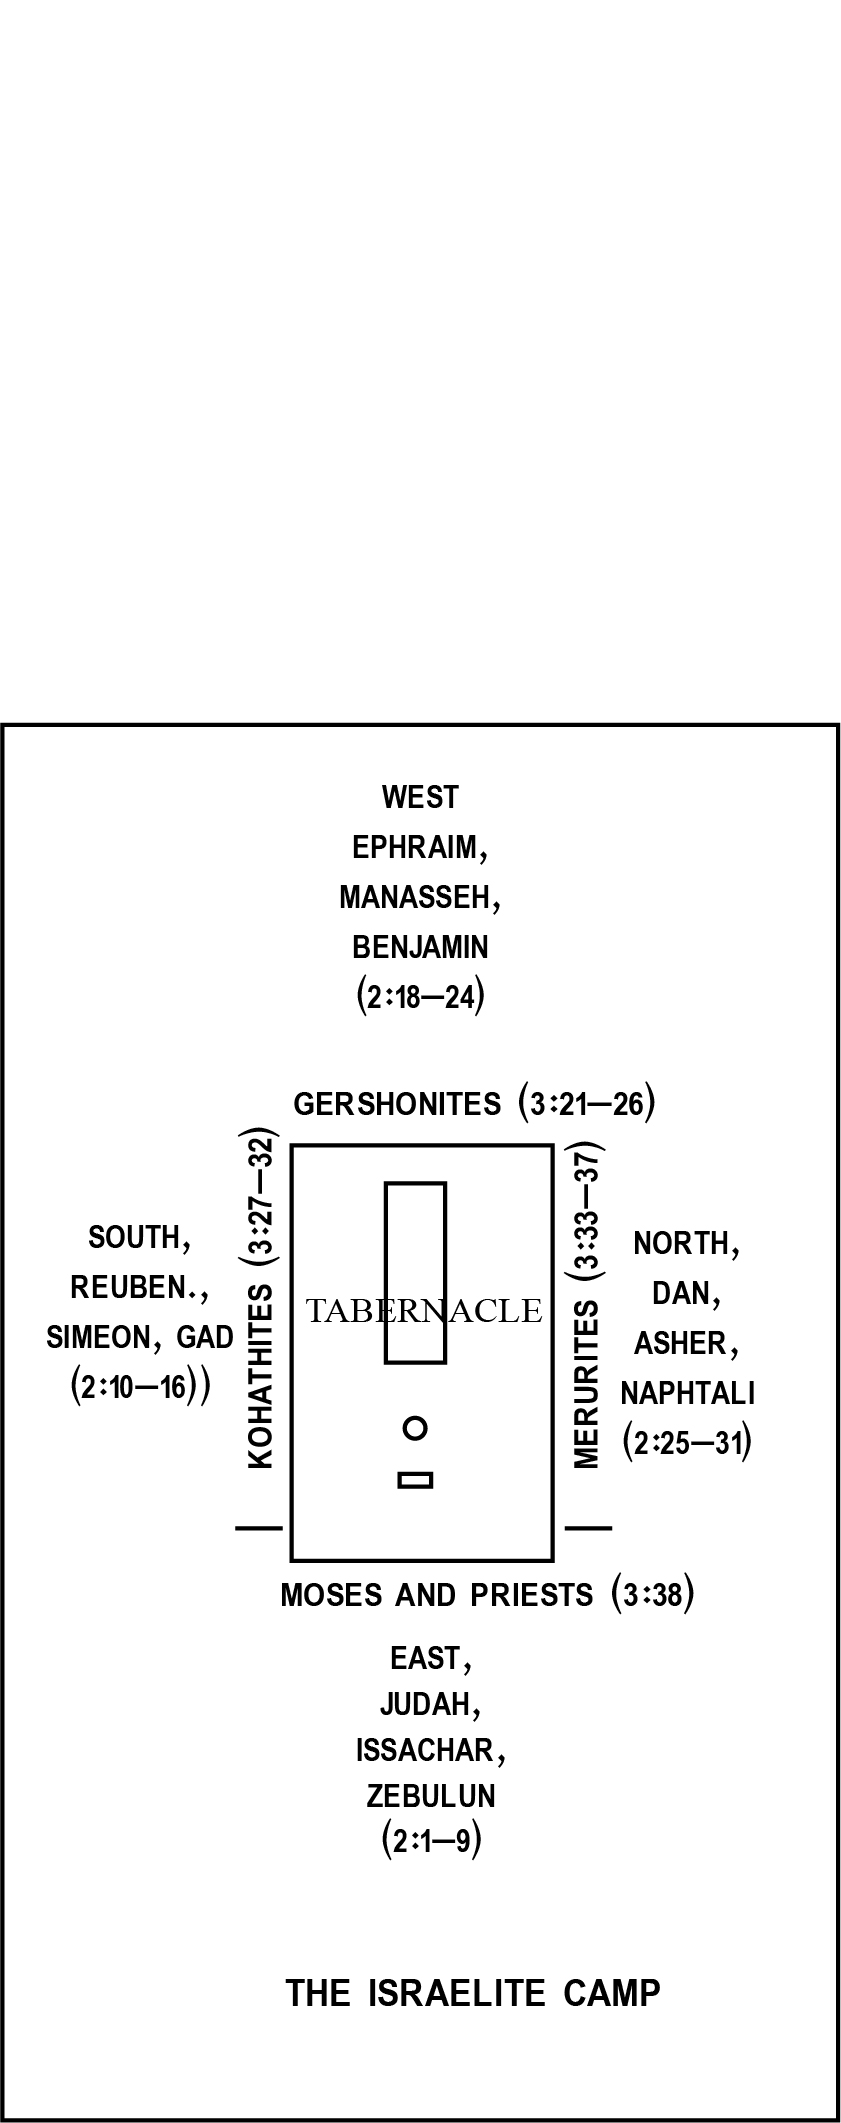 WEST
EPHRAIM,
MANASSEH,
BENJAMIN
(2:18—24)
GERSHONITES (3:21—26)
KOHATHITES (3:27—32)
MERURITES (3:33—37)
SOUTH,
REUBEN.,
SIMEON, GAD
(2:10—16))
TABERNACLE
NORTH,
DAN,
ASHER,
NAPHTALI
(2:25—31)
MOSES AND PRIESTS (3:38)
EAST,
JUDAH,
ISSACHAR,
ZEBULUN
(2:1—9)
THE ISRAELITE CAMP